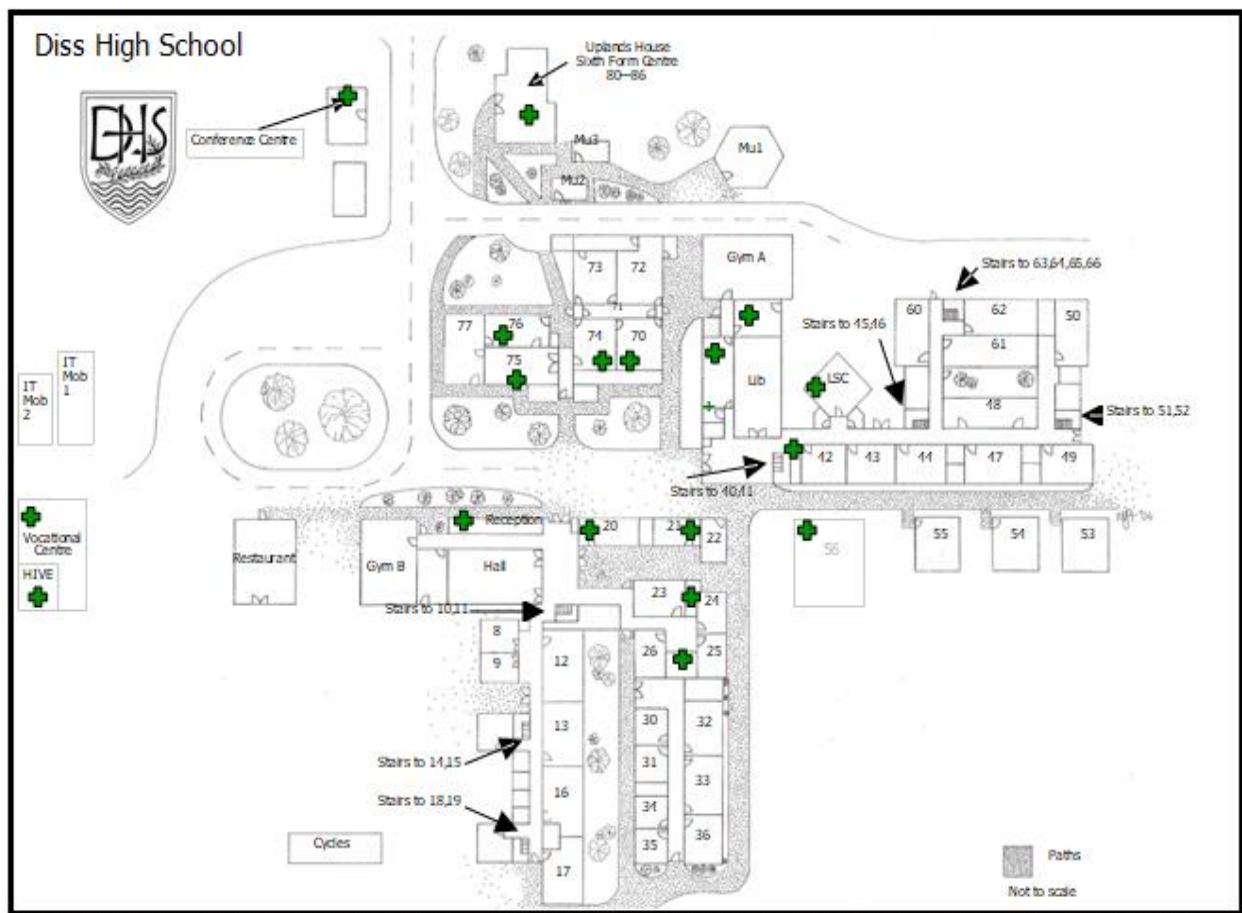 Diss High School
DHS
Uplands House
Sixth Form Centre
80—86
Conference Centre
Mu3
Mu1
Mu2
Gym A
Stairs to 63,64,65,66
73
72
71
60
62
50
77
76
74
70
Stairs to 45,46
61
75
Lib
LSC
48
Stairs to 51,52
IT
Mob
1
IT
Mob
2
42
43
44
47
49
Stairs to 40,41
Vocational
Centre
HIVE
Restaurant
Reception
20
21
22
56
55
54
53
Gym B
Hall
23
24
Stairs to 10,11
8
9
12
26
25
13
30
32
Stairs to 14,15
31
33
16
Stairs to 18,19
34
36
35
17
Cycles
Paths
Not to scale